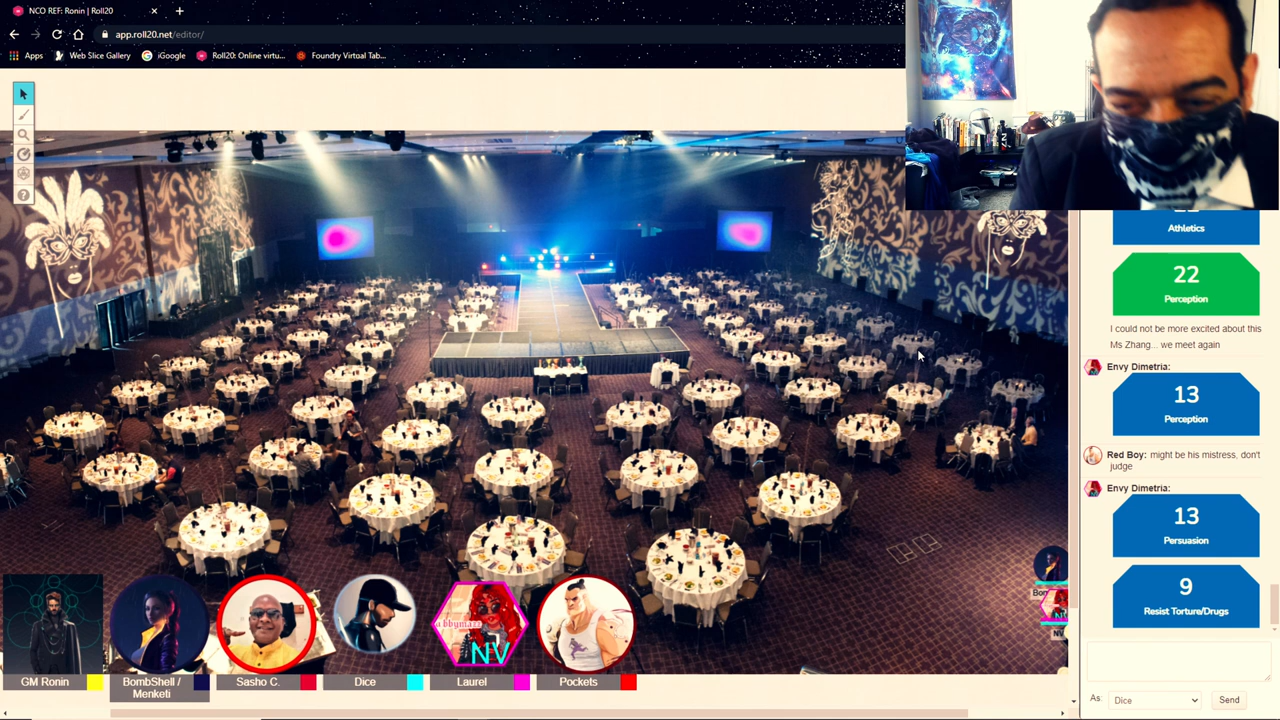 NCO REF: Ronin | Roll20
app.roll20.net/editor/
Apps
Web Slice Gallery
iGoogle
Roll20: Online virtu...
Foundry Virtual Tab...
Athletics
22
Perception
I could not be more excited about this
Ms Zhang... we meet again
Envy Dimetria:
13
Perception
Red Boy: might be his mistress, don't
judge
Envy Dimetria:
13
Persuasion
9
Resist Torture/Drugs
NV
GM Ronin
BombShell /
Menketi
Sasho C.
Dice
Laurel
Pockets
As:
Dice
Send